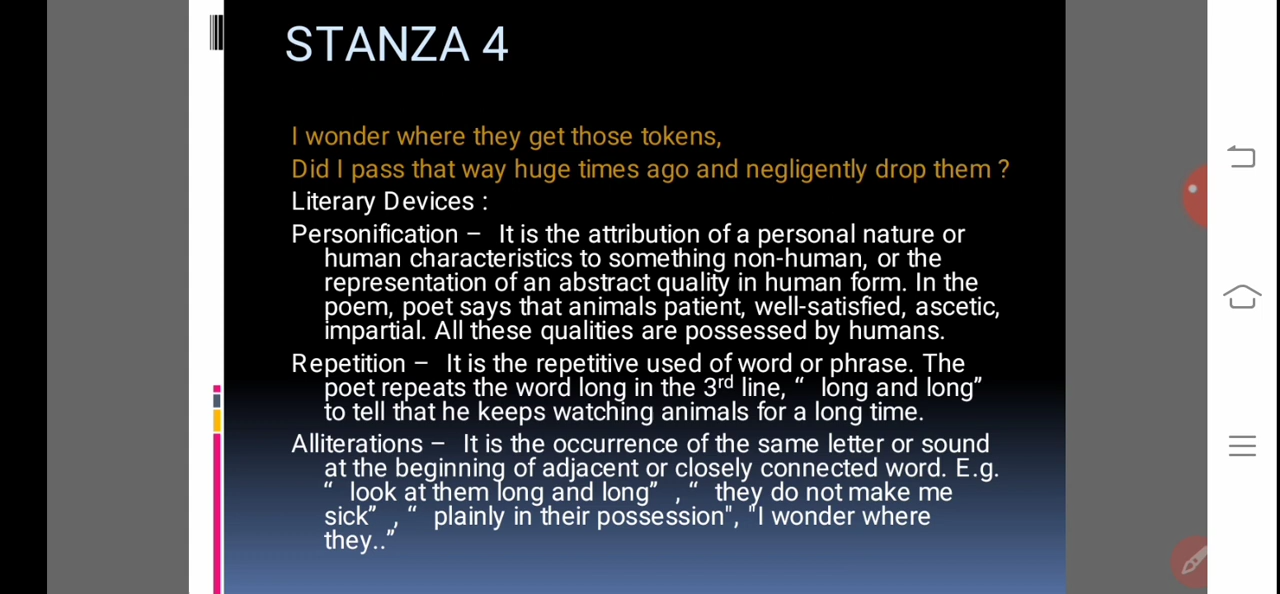 STANZA 4
I wonder where they get those tokens,
Did I pass that way huge times ago and negligently drop them ?
Literary Devices :
Personification – It is the attribution of a personal nature or
human characteristics to something non-human, or the
representation of an abstract quality in human form. In the
poem, poet says that animals patient, well-satisfied, ascetic,
impartial. All these qualities are possessed by humans.
Repetition – It is the repetitive used of word or phrase. The
poet repeats the word long in the 3rd line, “ long and long”
to tell that he keeps watching animals for a long time.
Alliterations – It is the occurrence of the same letter or sound
at the beginning of adjacent or closely connected word. E.g.
“ look at them long and long” , “ they do not make me
sick” , “ plainly in their possession", "I wonder where
they..”